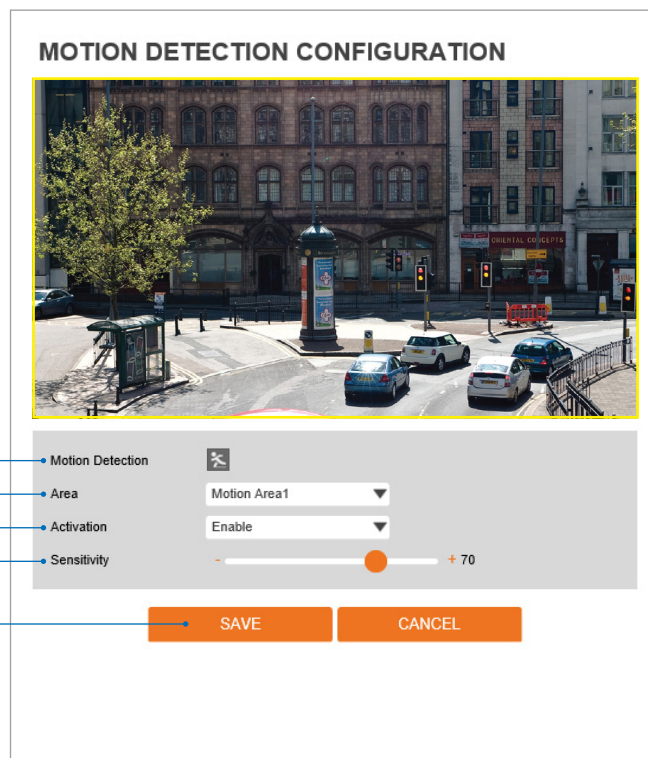 MOTION DETECTION CONFIGURATION
ORIENTAL CONCEPTS
Motion Detection
Area Motion Area1
Activation Enable
Sensitivity - + 70
SAVE CANCEL